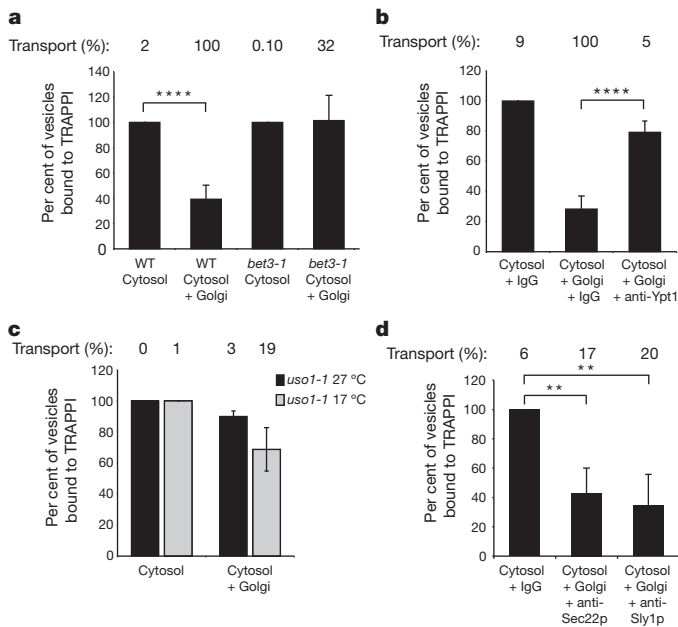 a
Transport (%): 2 100 0.10 32
Per cent of vesicles
bound to TRAPPI
140
120
100
80
60
40
20
0
****
WT
Cytosol
WT
Cytosol
+ Golgi
bet3-1
Cytosol
bet3-1
Cytosol
+ Golgi
b
Transport (%): 9 100 5
Per cent of vesicles
bound to TRAPPI
120
100
80
60
40
20
0
****
Cytosol
+ IgG
Cytosol
+ Golgi
+ IgG
Cytosol
+ Golgi
+ anti-Ypt1
c
Transport (%): 0 1 3 19
Per cent of vesicles
bound to TRAPPI
120
100
80
60
40
20
0
uso1-1 27 °C
uso1-1 17 °C
Cytosol
Cytosol
+ Golgi
d
Transport (%): 6 17 20
Per cent of vesicles
bound to TRAPPI
120
100
80
60
40
20
0
**
**
Cytosol
+ IgG
Cytosol
+ Golgi
+ anti-
Sec22p
Cytosol
+ Golgi
+ anti-
Sly1p